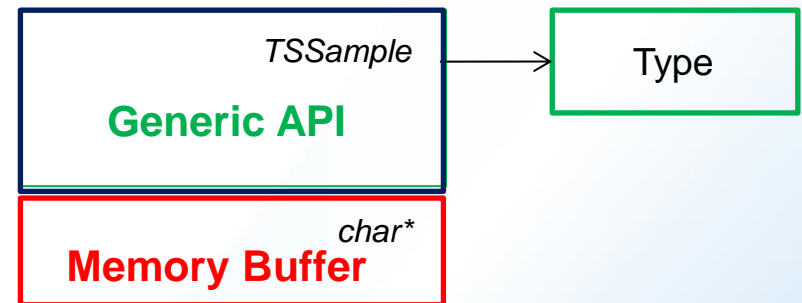 TSSample
Type
Generic API
char*
Memory Buffer